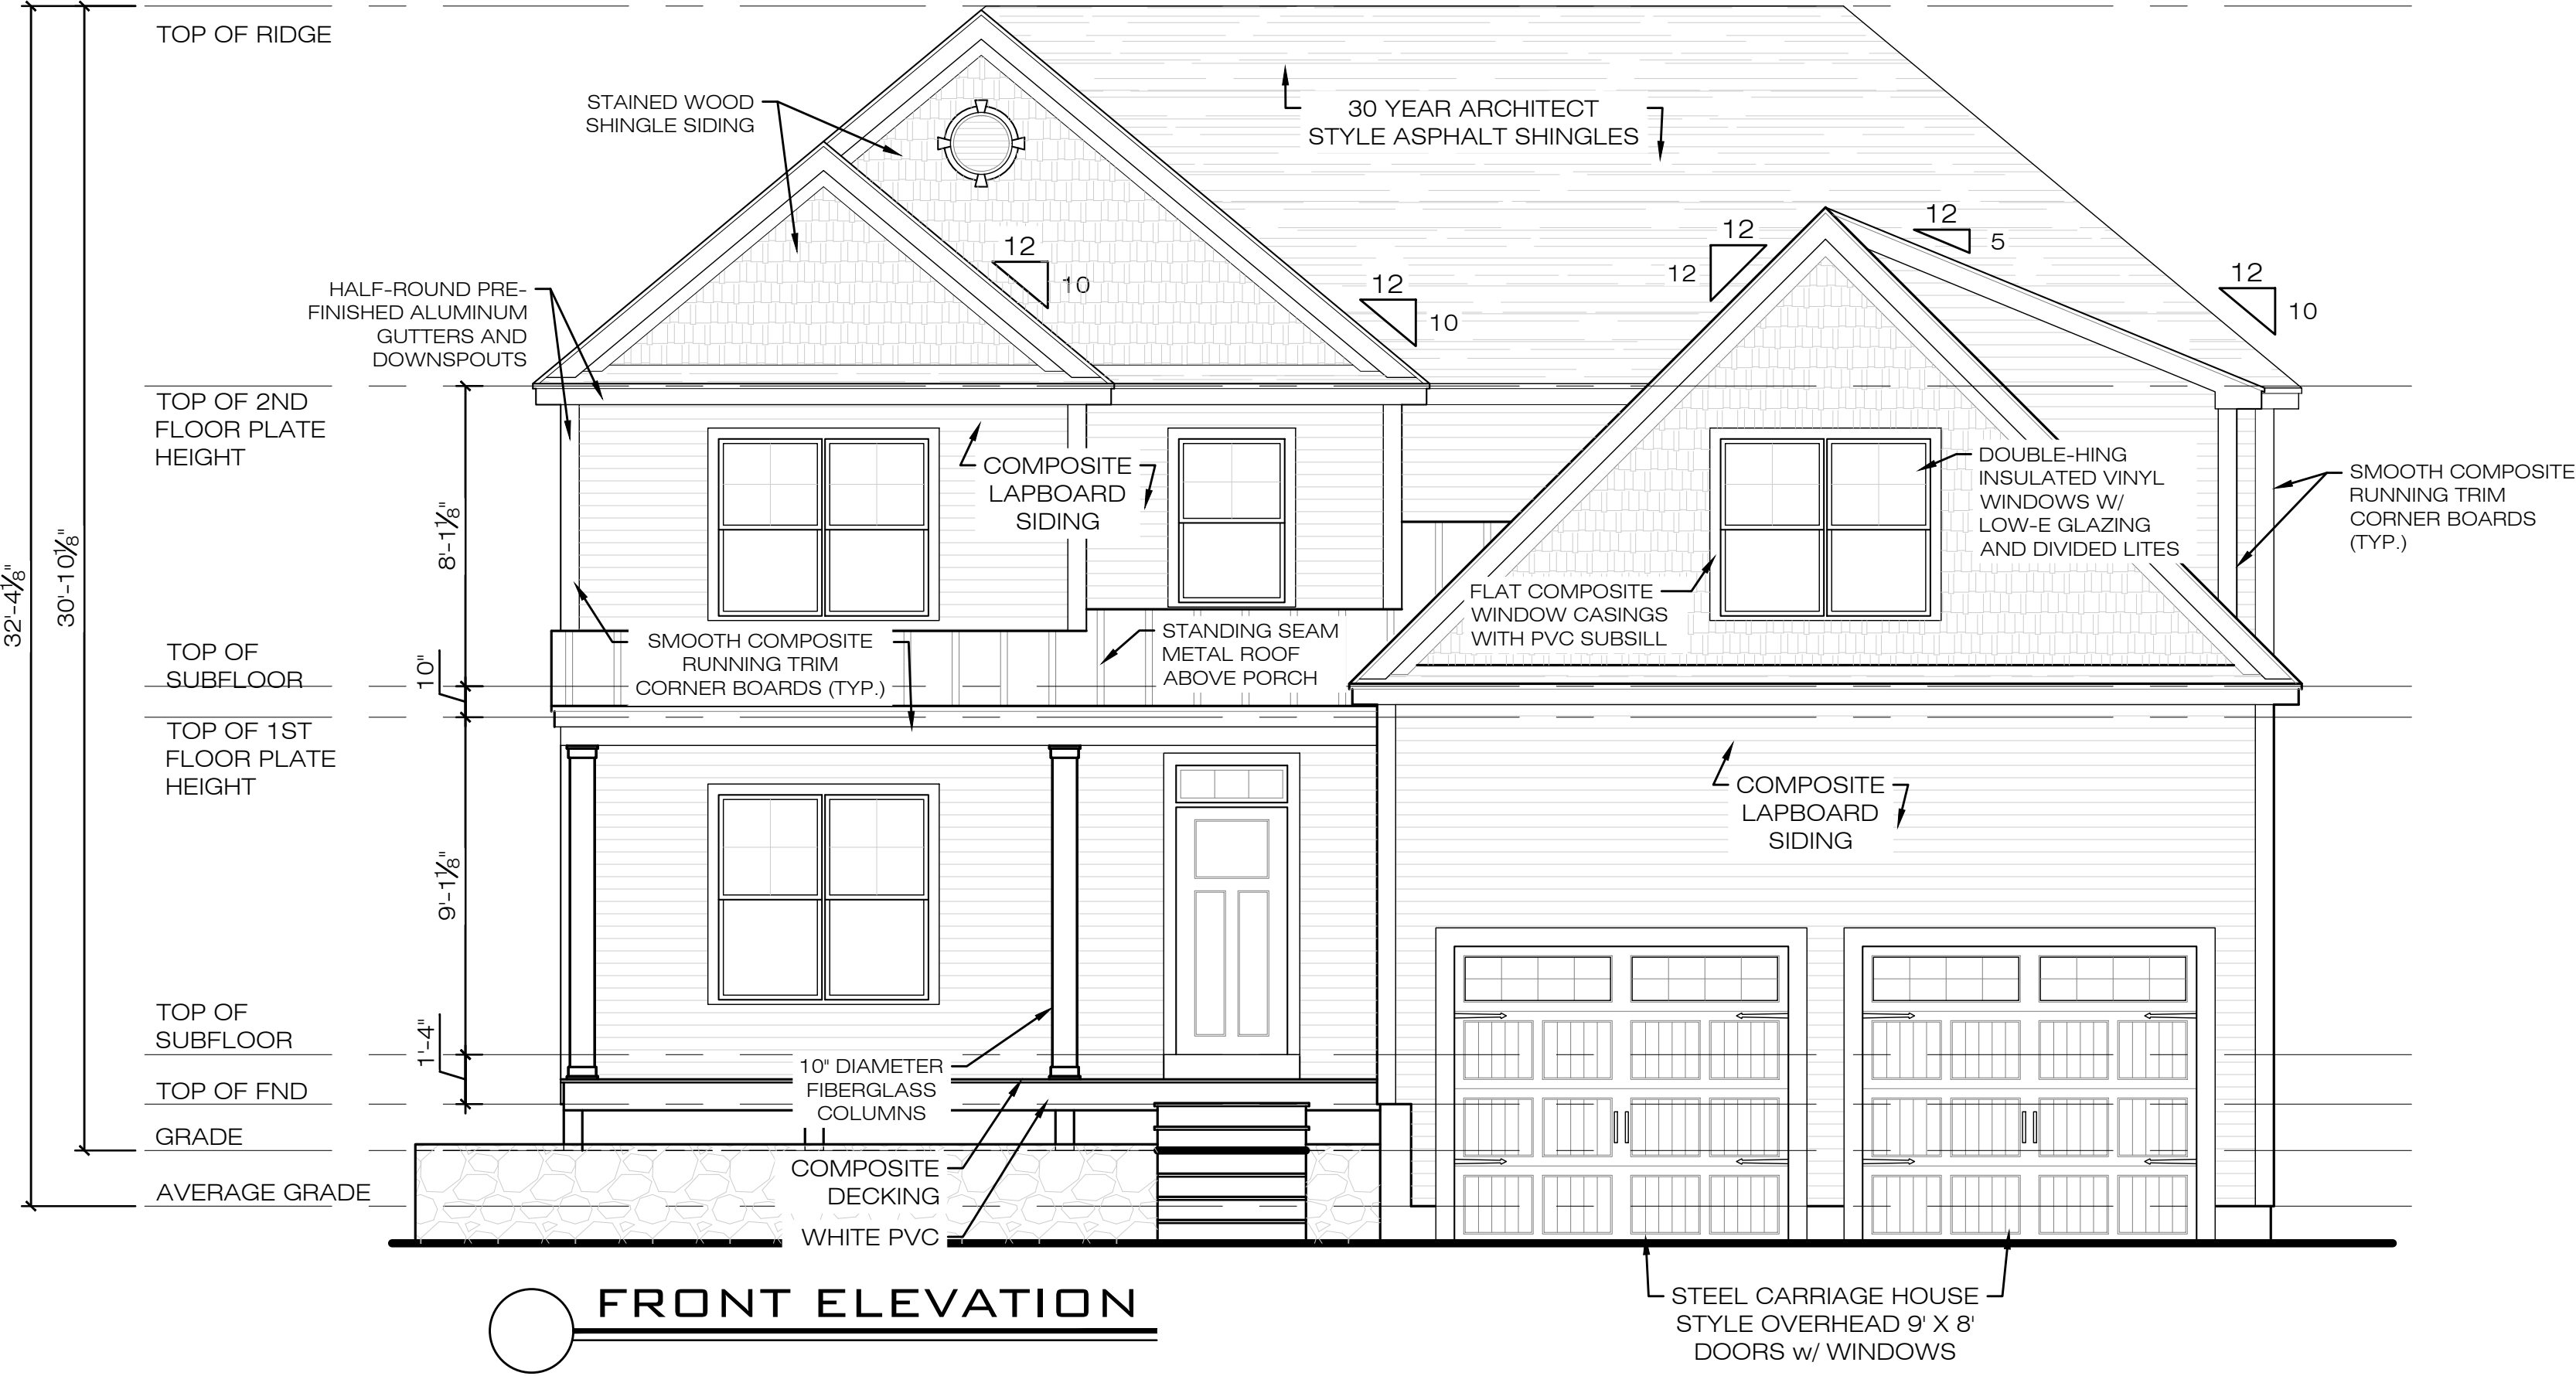 TOP OF RIDGE
STAINED WOOD
SHINGLE SIDING
30 YEAR ARCHITECT
STYLE ASPHALT SHINGLES
12
10
12
10
12
12
12
5
12
10
HALF-ROUND PRE-
FINISHED ALUMINUM
GUTTERS AND
DOWNSPOUTS
TOP OF 2ND
FLOOR PLATE
HEIGHT
COMPOSITE
LAPBOARD
SIDING
DOUBLE-HING
INSULATED VINYL
WINDOWS W/
LOW-E GLAZING
AND DIVIDED LITES
SMOOTH COMPOSITE
RUNNING TRIM
CORNER BOARDS
(TYP.)
32'-4⅛"
30'-10⅛"
8'-1⅛"
FLAT COMPOSITE
WINDOW CASINGS
WITH PVC SUBSILL
SMOOTH COMPOSITE
RUNNING TRIM
CORNER BOARDS (TYP.)
STANDING SEAM
METAL ROOF
ABOVE PORCH
TOP OF
SUBFLOOR
10"
TOP OF 1ST
FLOOR PLATE
HEIGHT
COMPOSITE
LAPBOARD
SIDING
9'-1⅛"
TOP OF
SUBFLOOR
1'-4"
TOP OF FND
10" DIAMETER
FIBERGLASS
COLUMNS
GRADE
AVERAGE GRADE
COMPOSITE
DECKING
WHITE PVC
FRONT ELEVATION
STEEL CARRIAGE HOUSE
STYLE OVERHEAD 9' X 8'
DOORS w/ WINDOWS